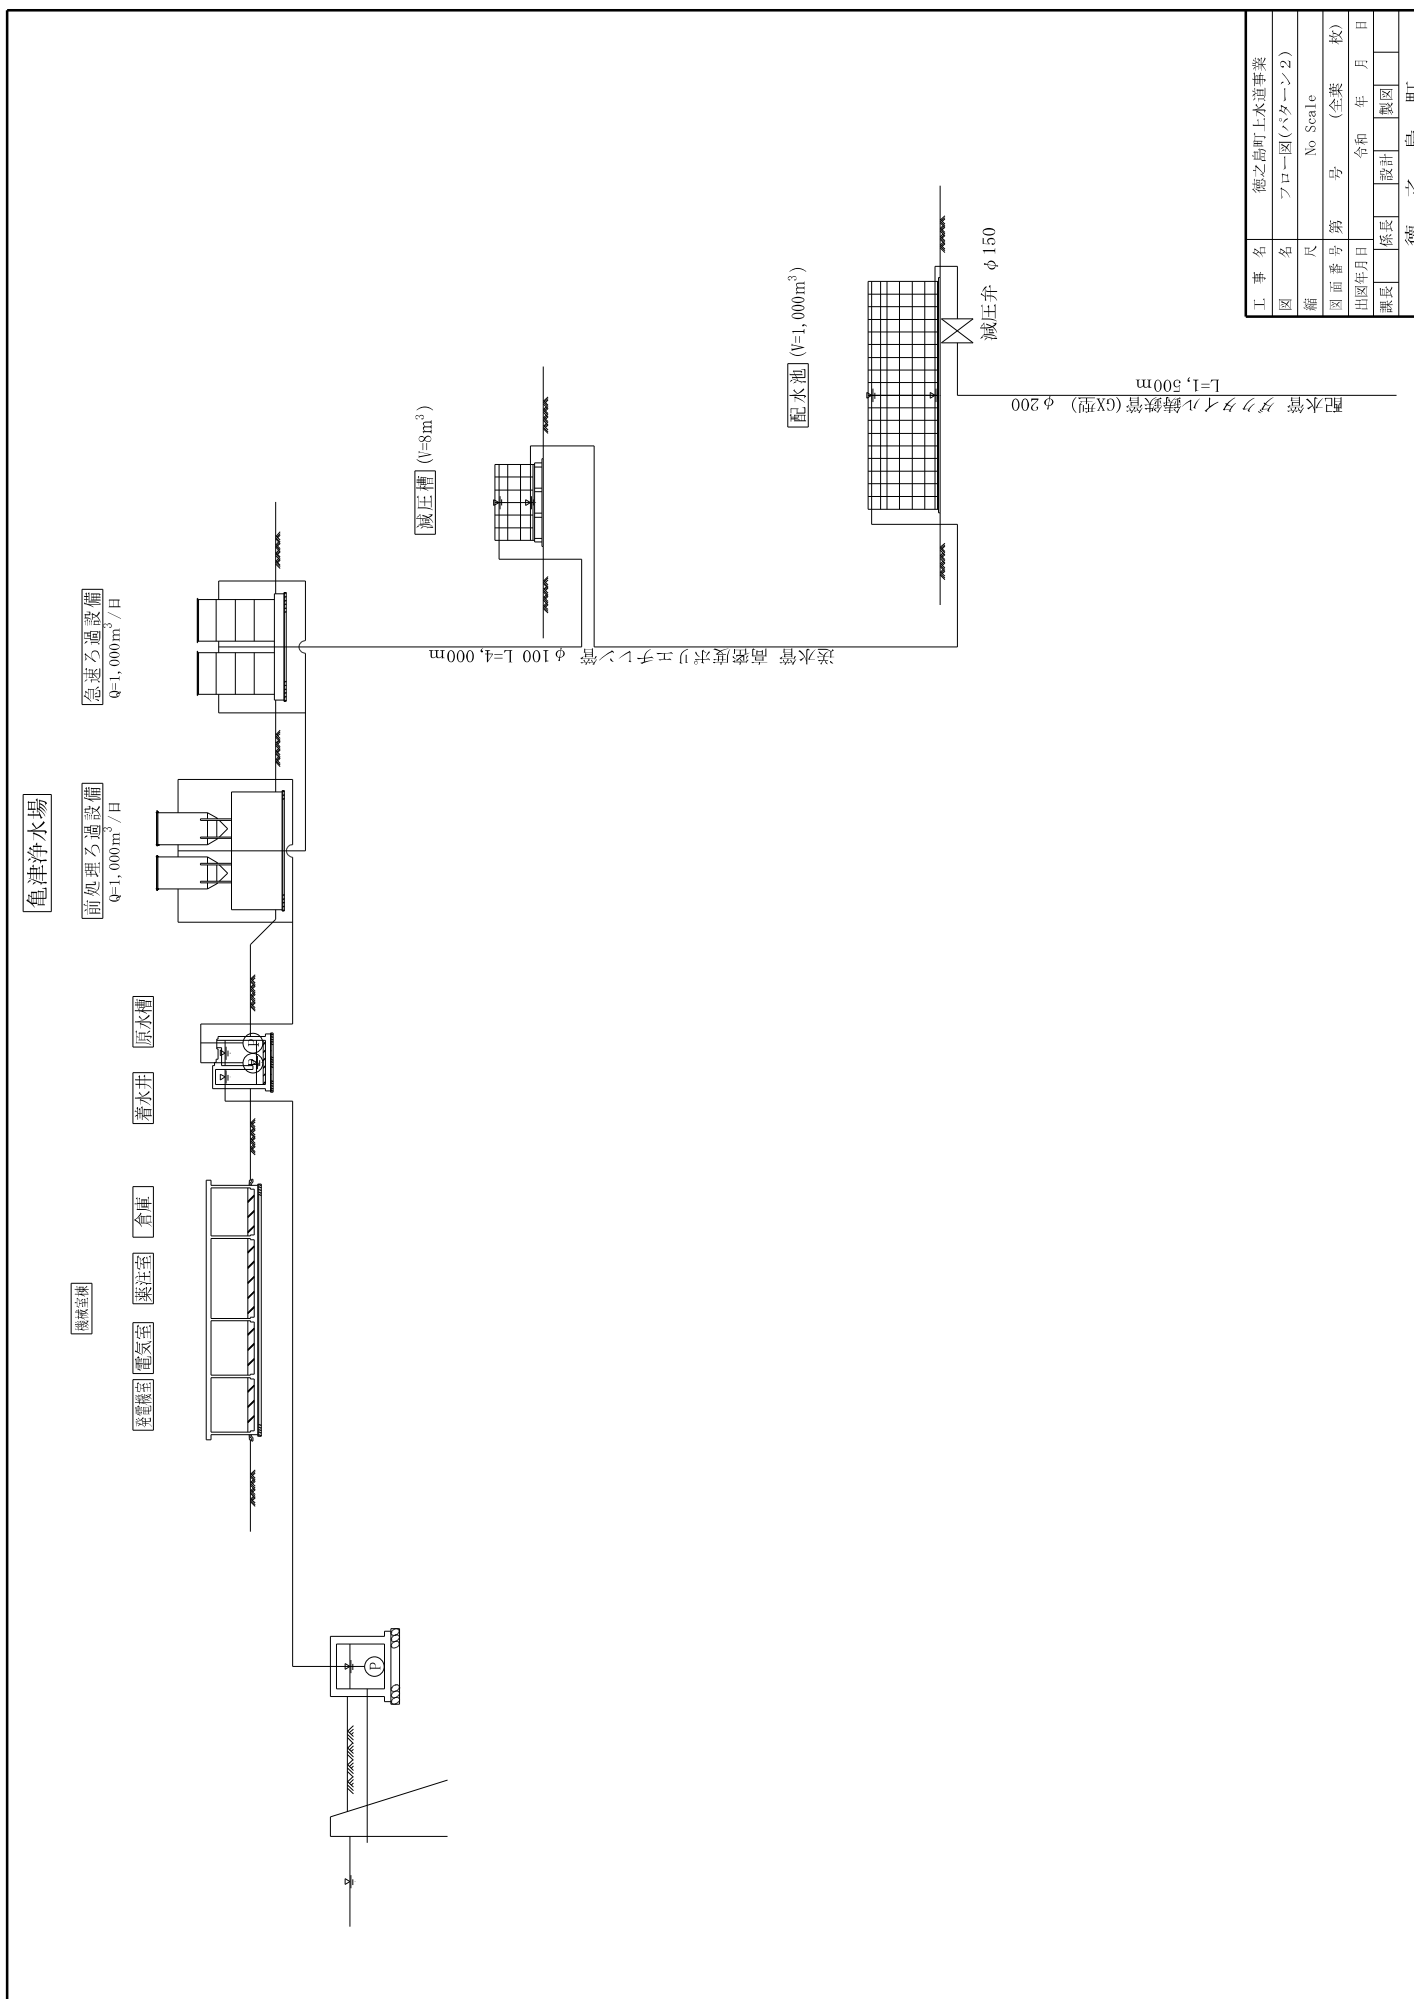 亀津浄水場
機械室棟
発電機室
電気室
薬注室
倉庫
着水井
原水槽
前処理ろ過設備
Q=1,000m³/日
急速ろ過設備
Q=1,000m³/日
P
P
P
減圧槽 (V=8m³)
送水管 高密度ポリエチレン管 φ100 L=4,000m
配水池 (V=1,000m³)
減圧弁 φ150
配水管 ダクタイル鋳鉄管(GX型) φ200
L=1,500m
工事名 徳之島町上水道事業
図名 フロー図(パターン2)
縮尺 No Scale
図面番号 第 号 (全葉 枚)
出図年月日 令和 年 月 日
課長 係長 設計 製図
徳之島町